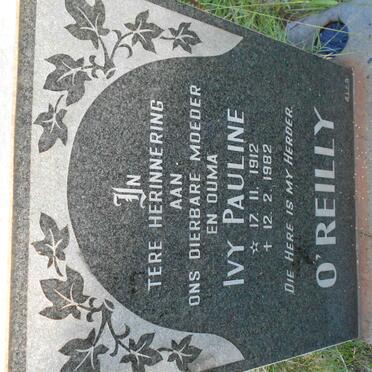 IN
TERE HERINNERING
AAN
ONS DIERBARE MOEDER
EN OUMA
IVY PAULINE
☆ 17. 11. 1912
+ 12. 2. 1982
DIE HERE IS MY HERDER.
O'REILLY